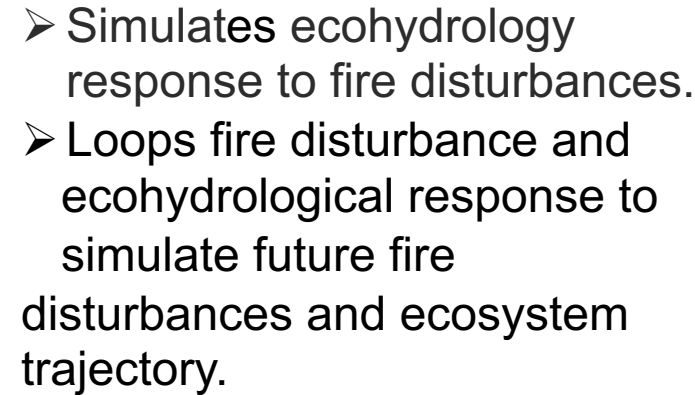 ➢ Simulates ecohydrology
response to fire disturbances.
➢ Loops fire disturbance and
ecohydrological response to
simulate future fire
disturbances and ecosystem
trajectory.